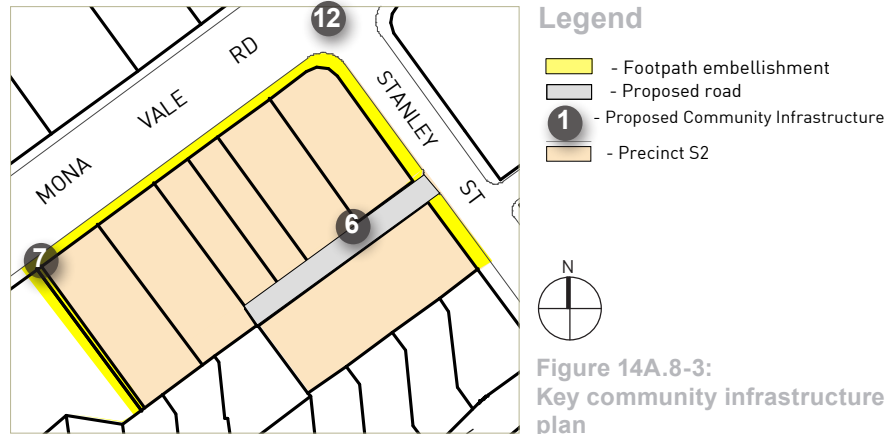 12
MONA VALE RD
STANLEY ST
6
7
Legend
- Footpath embellishment
- Proposed road
1 - Proposed Community Infrastructure
- Precinct S2
N
Figure 14A.8-3:
Key community infrastructure
plan